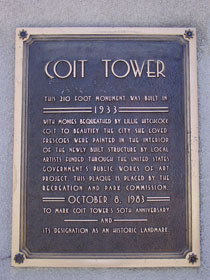 COIT TOWER
THIS 210 FOOT MONUMENT WAS BUILT IN
1933
WITH MONIES BEQUEATHED BY LILLIE HITCHCOCK
COIT TO BEAUTIFY THE CITY SHE LOVED
FRESCOES WERE PAINTED IN THE INTERIOR
OF THE NEWLY BUILT STRUCTURE BY LOCAL
ARTISTS FUNDED THROUGH THE UNITED STATES
GOVERNMENT'S PUBLIC WORKS OF ART
PROJECT. THIS PLAQUE IS PLACED BY THE
RECREATION AND PARK COMMISSION.
OCTOBER 8, 1983
TO MARK COIT TOWER'S 50TH ANNIVERSARY
AND
ITS DESIGNATION AS AN HISTORIC LANDMARK.